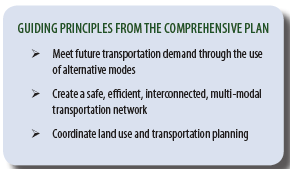 GUIDING PRINCIPLES FROM THE COMPREHENSIVE PLAN
➢ Meet future transportation demand through the use
of alternative modes
➢ Create a safe, efficient, interconnected, multi-modal
transportation network
➢ Coordinate land use and transportation planning